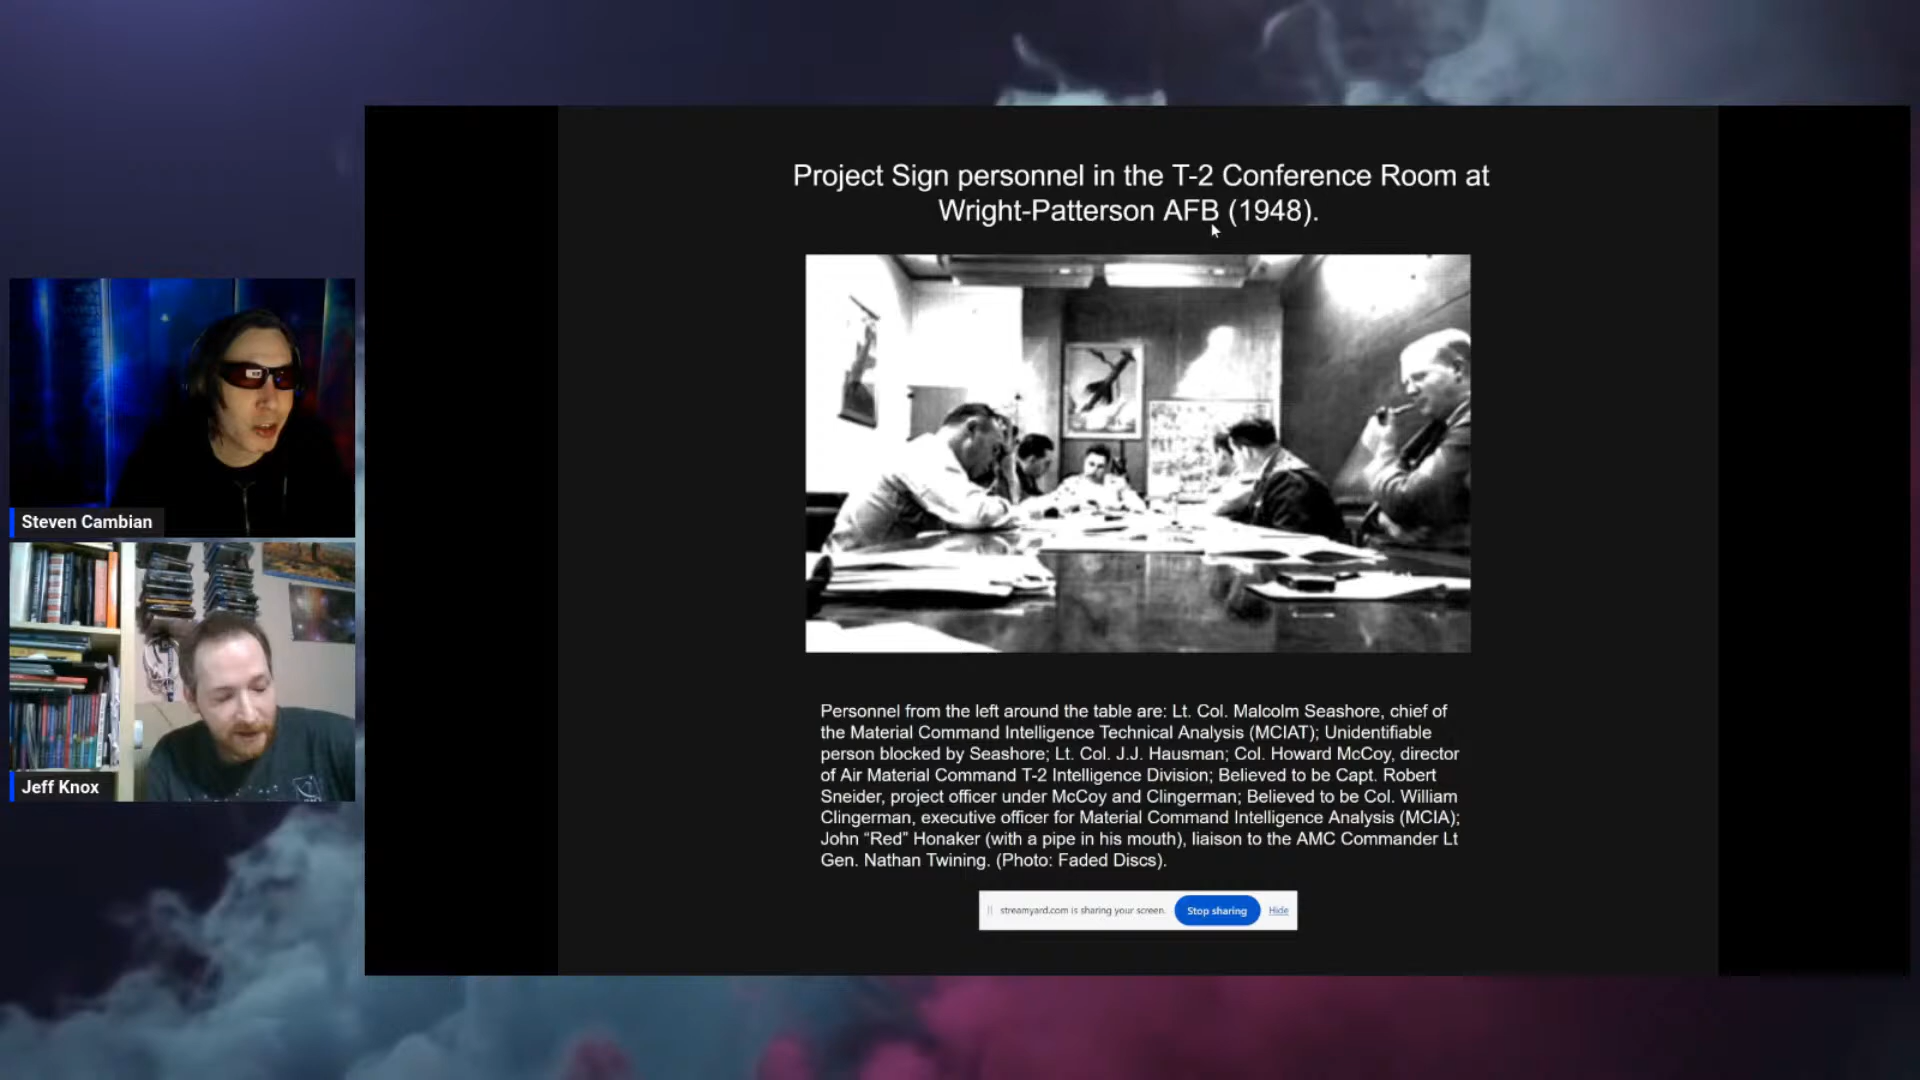 Project Sign personnel in the T-2 Conference Room at
Wright-Patterson AFB (1948).
Steven Cambian
Jeff Knox
Personnel from the left around the table are: Lt. Col. Malcolm Seashore, chief of
the Material Command Intelligence Technical Analysis (MCIAT); Unidentifiable
person blocked by Seashore; Lt. Col. J.J. Hausman; Col. Howard McCoy, director
of Air Material Command T-2 Intelligence Division; Believed to be Capt. Robert
Sneider, project officer under McCoy and Clingerman; Believed to be Col. William
Clingerman, executive officer for Material Command Intelligence Analysis (MCIA);
John “Red” Honaker (with a pipe in his mouth), liaison to the AMC Commander Lt
Gen. Nathan Twining. (Photo: Faded Discs).
streamyard.com is sharing your screen.
Stop sharing
Hide